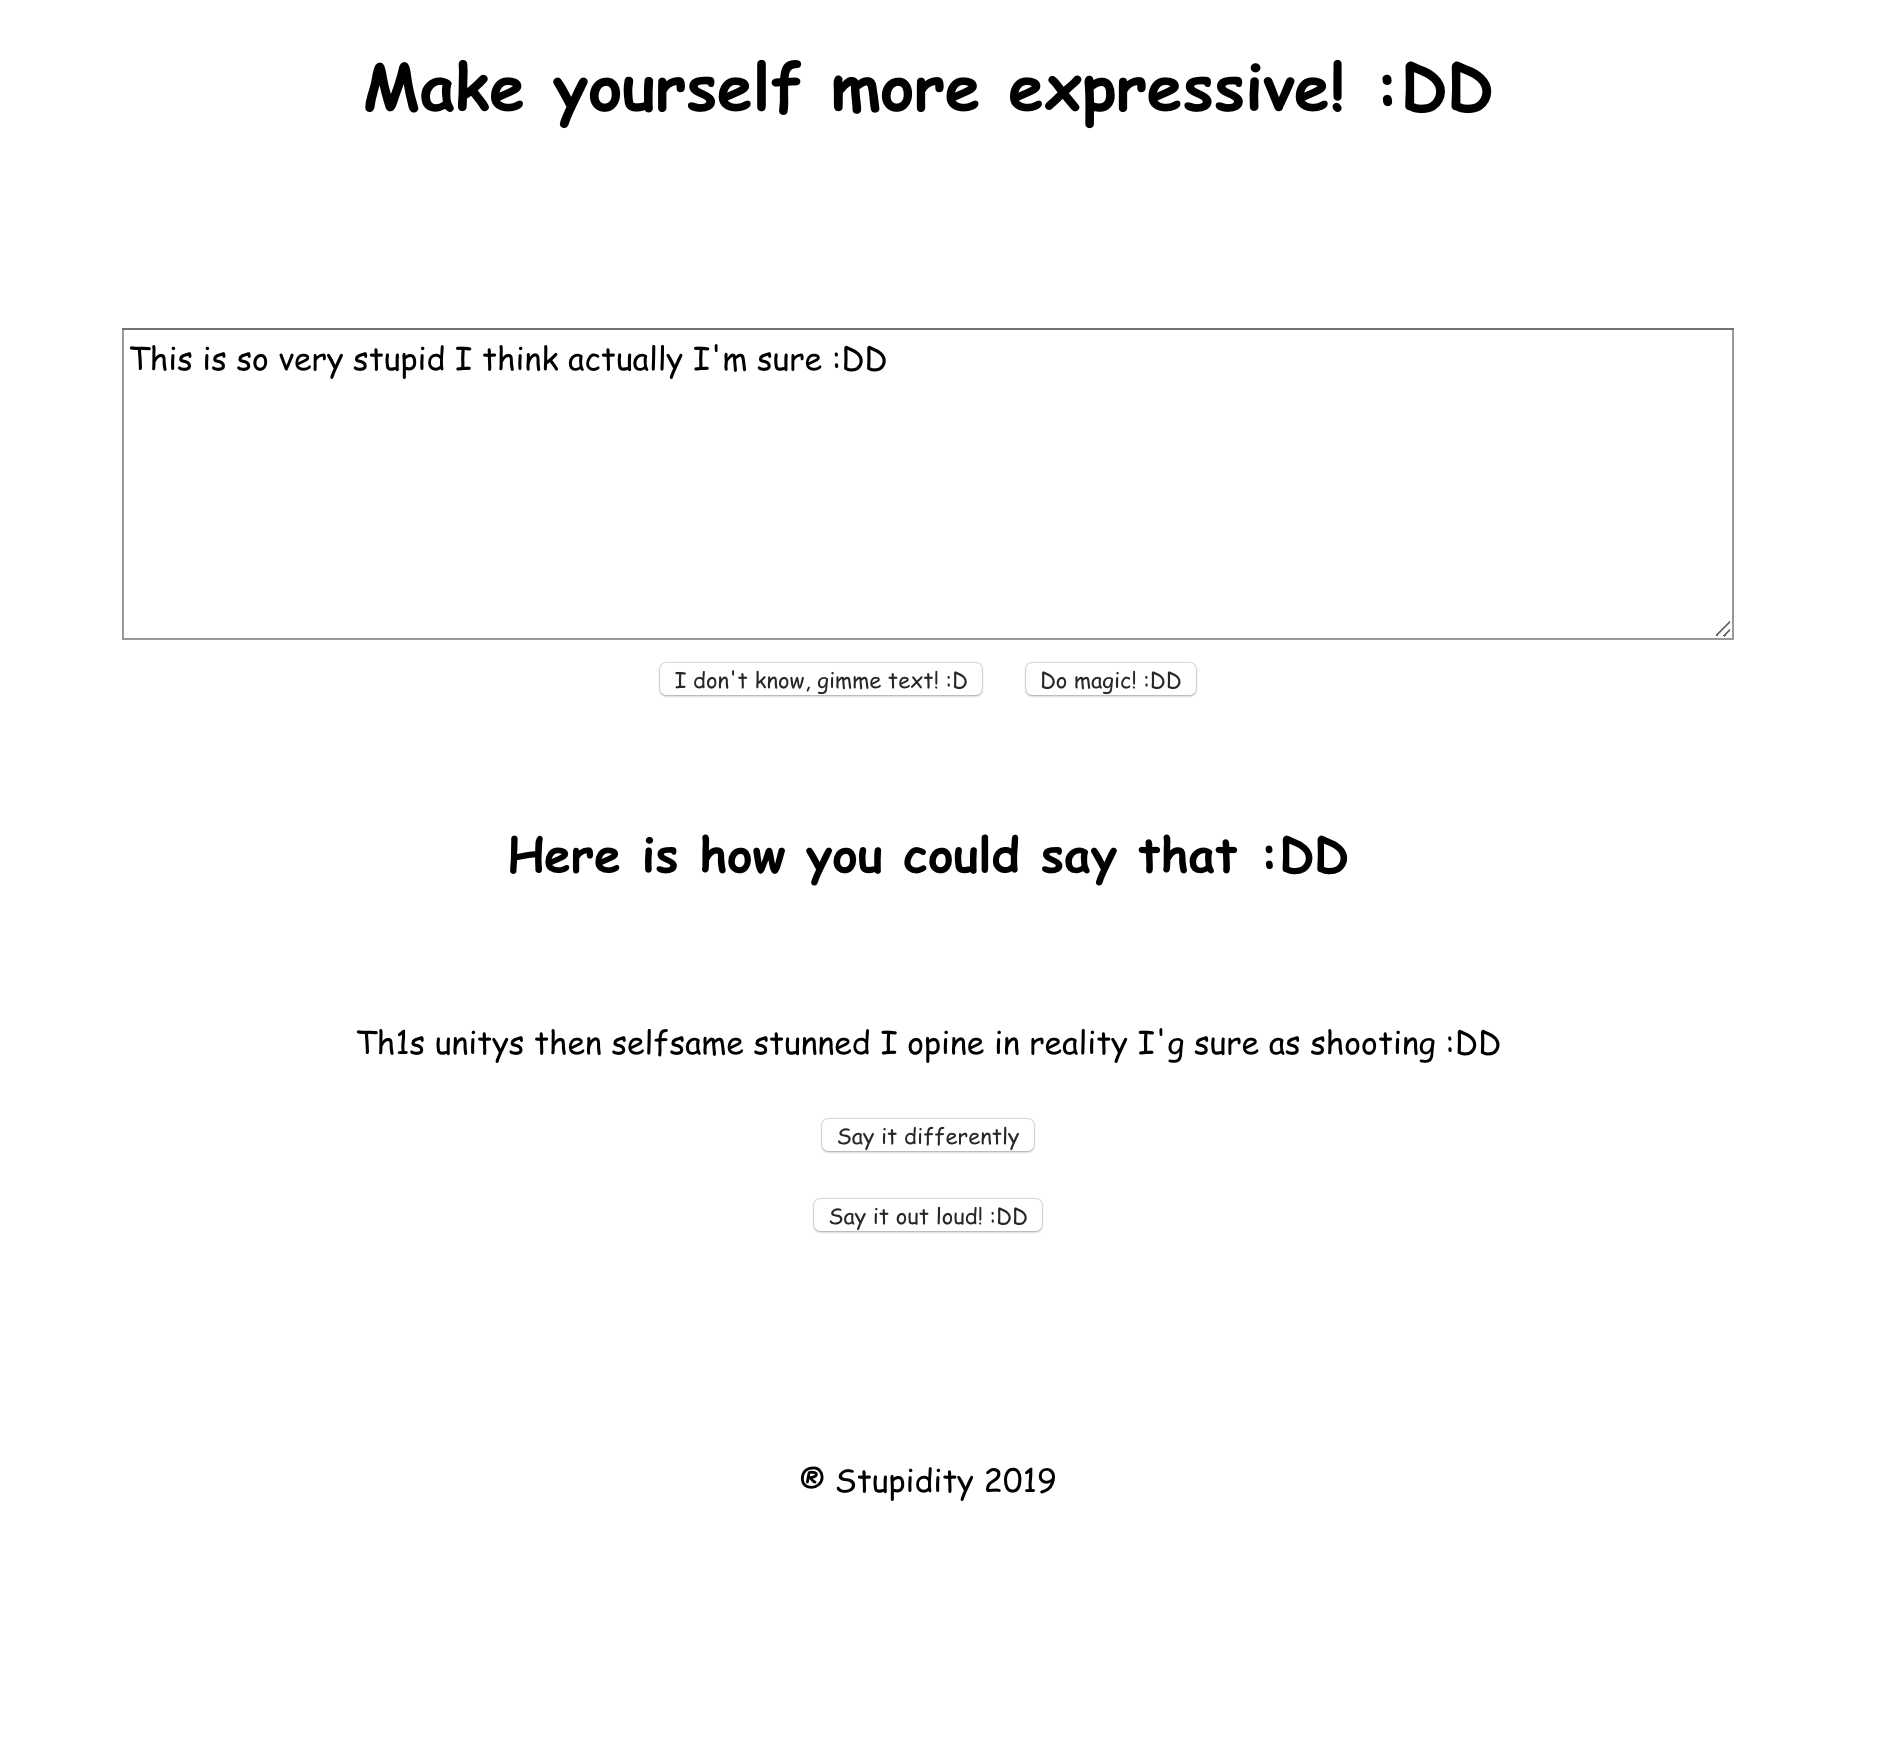 Make yourself more expressive! :DD
This is so very stupid I think actually I'm sure :DD
I don't know, gimme text! :D
Do magic! :DD
Here is how you could say that :DD
Th1s unitys then selfsame stunned I opine in reality I'g sure as shooting :DD
Say it differently
Say it out loud! :DD
® Stupidity 2019